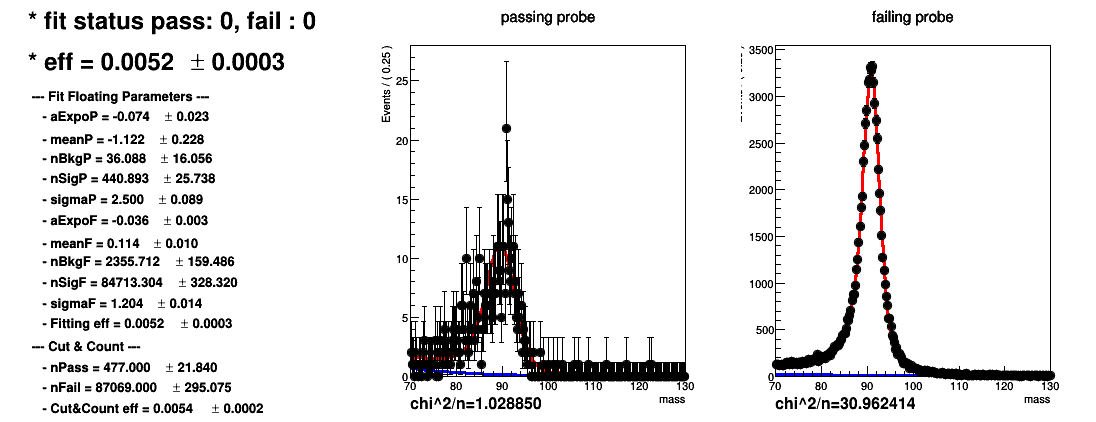 * fit status pass: 0, fail : 0
* eff = 0.0052 ± 0.0003
--- Fit Floating Parameters ---
- aExpoP = -0.074 ± 0.023
- meanP = -1.122 ± 0.228
- nBkgP = 36.088 ± 16.056
- nSigP = 440.893 ± 25.738
- sigmaP = 2.500 ± 0.089
- aExpoF = -0.036 ± 0.003
- meanF = 0.114 ± 0.010
- nBkgF = 2355.712 ± 159.486
- nSigF = 84713.304 ± 328.320
- sigmaF = 1.204 ± 0.014
- Fitting eff = 0.0052 ± 0.0003
--- Cut & Count ---
- nPass = 477.000 ± 21.840
- nFail = 87069.000 ± 295.075
- Cut&Count eff = 0.0054 ± 0.0002
passing probe
Events / ( 0.25 )
25
20
15
10
5
0
70 80 90 100 110 120 130
mass
chi^2/n=1.028850
failing probe
3500
3000
2500
2000
1500
1000
500
0
70 80 90 100 110 120 130
mass
chi^2/n=30.962414